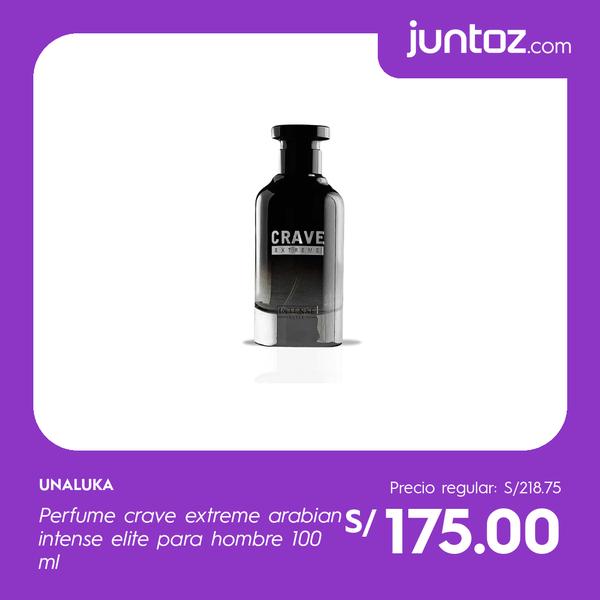 juntoz.com
CRAVE
EXTREME
INTENSE
UNALUKA
Perfume crave extreme arabian
intense elite para hombre 100
ml
Precio regular: S/218.75
S/ 175.00